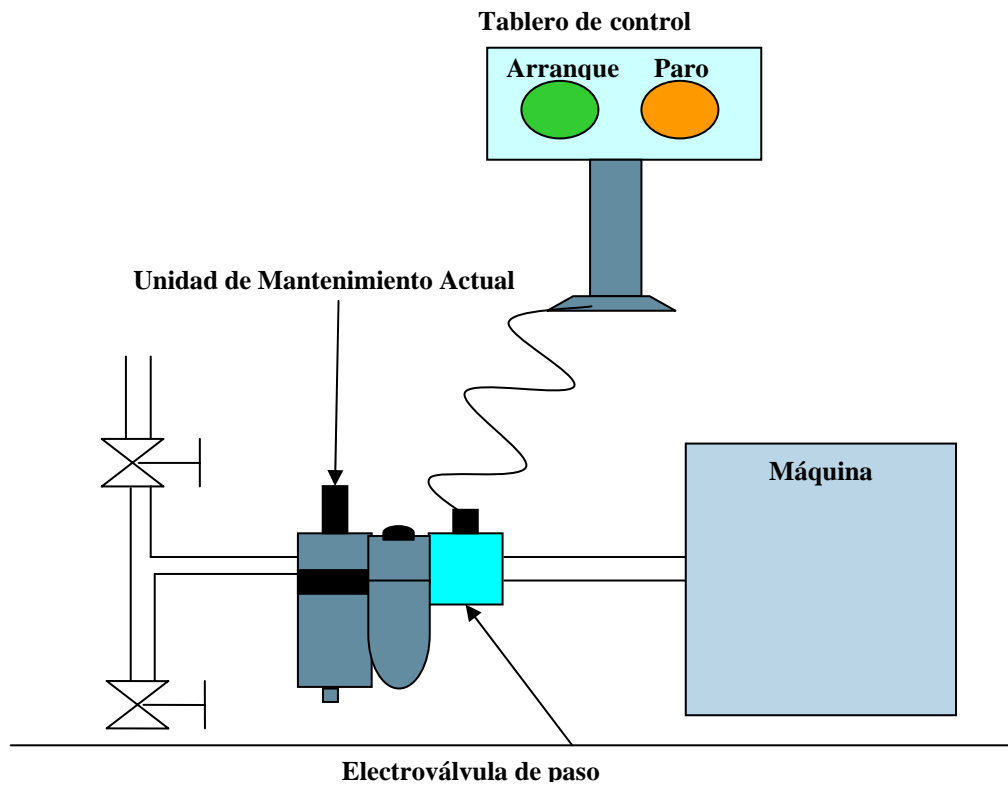 Tablero de control
Arranque Paro
Unidad de Mantenimiento Actual
Máquina
Electroválvula de paso